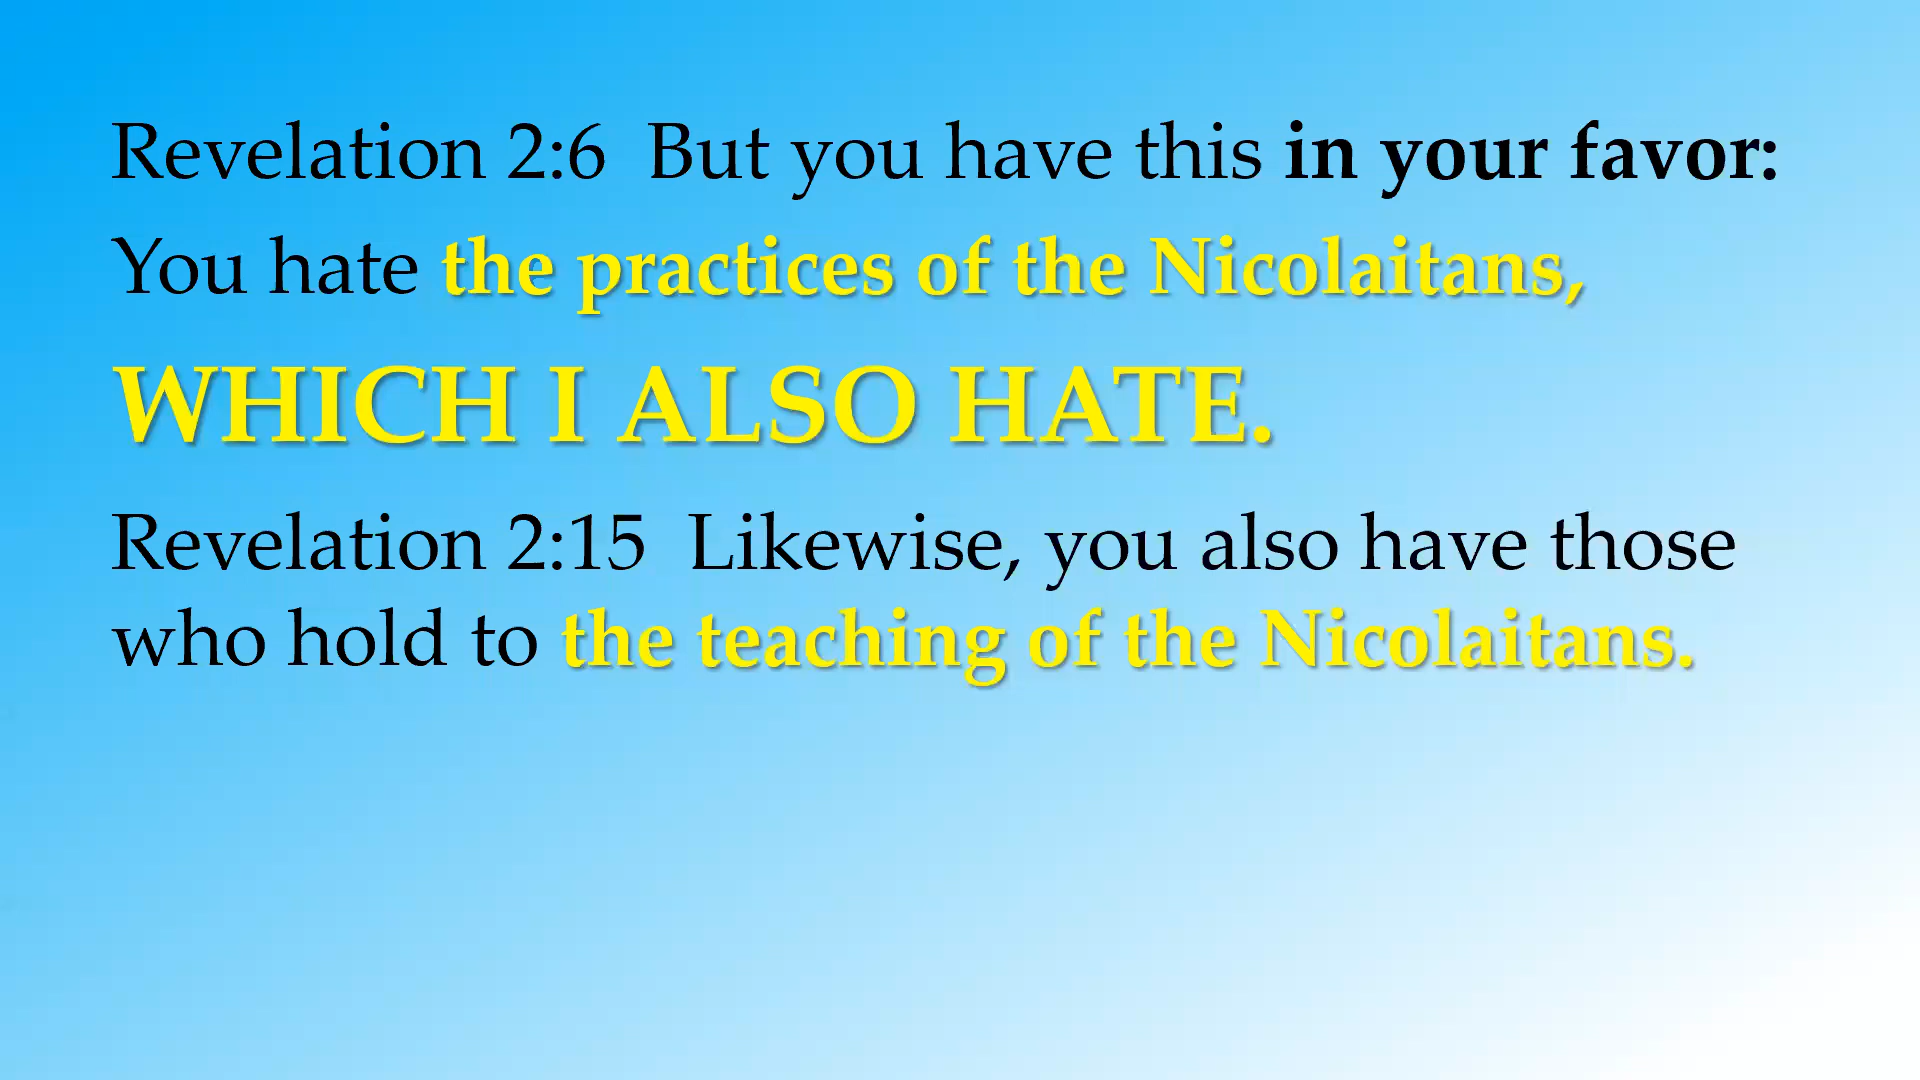 Revelation 2:6  But you have this in your favor:
You hate the practices of the Nicolaitans,
WHICH I ALSO HATE.
Revelation 2:15  Likewise, you also have those
who hold to the teaching of the Nicolaitans.